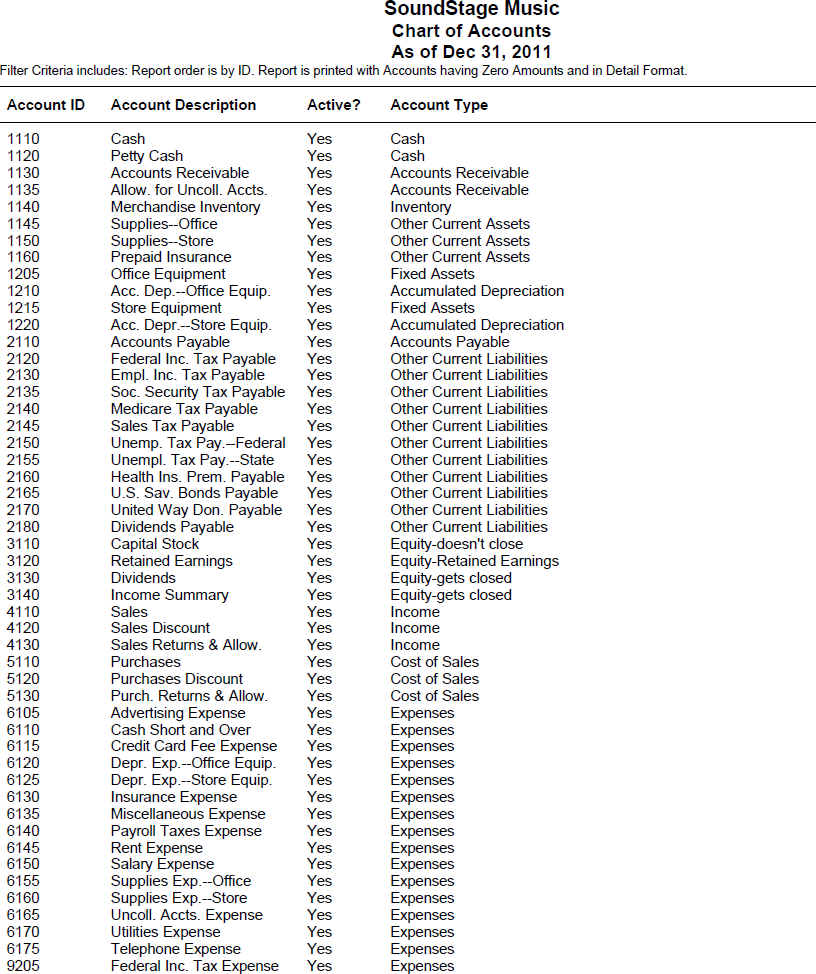 SoundStage Music
Chart of Accounts
As of Dec 31, 2011
Filter Criteria includes: Report order is by ID. Report is printed with Accounts having Zero Amounts and in Detail Format.
Account ID Account Description Active? Account Type
1110 Cash Yes Cash
1120 Petty Cash Yes Cash
1130 Accounts Receivable Yes Accounts Receivable
1135 Allow. for Uncoll. Accts. Yes Accounts Receivable
1140 Merchandise Inventory Yes Inventory
1145 Supplies--Office Yes Other Current Assets
1150 Supplies--Store Yes Other Current Assets
1160 Prepaid Insurance Yes Other Current Assets
1205 Office Equipment Yes Fixed Assets
1210 Acc. Dep.--Office Equip. Yes Accumulated Depreciation
1215 Store Equipment Yes Fixed Assets
1220 Acc. Depr.--Store Equip. Yes Accumulated Depreciation
2110 Accounts Payable Yes Accounts Payable
2120 Federal Inc. Tax Payable Yes Other Current Liabilities
2130 Empl. Inc. Tax Payable Yes Other Current Liabilities
2135 Soc. Security Tax Payable Yes Other Current Liabilities
2140 Medicare Tax Payable Yes Other Current Liabilities
2145 Sales Tax Payable Yes Other Current Liabilities
2150 Unemp. Tax Pay.--Federal Yes Other Current Liabilities
2155 Unempl. Tax Pay.--State Yes Other Current Liabilities
2160 Health Ins. Prem. Payable Yes Other Current Liabilities
2165 U.S. Sav. Bonds Payable Yes Other Current Liabilities
2170 United Way Don. Payable Yes Other Current Liabilities
2180 Dividends Payable Yes Other Current Liabilities
3110 Capital Stock Yes Equity-doesn't close
3120 Retained Earnings Yes Equity-Retained Earnings
3130 Dividends Yes Equity-gets closed
3140 Income Summary Yes Equity-gets closed
4110 Sales Yes Income
4120 Sales Discount Yes Income
4130 Sales Returns & Allow. Yes Income
5110 Purchases Yes Cost of Sales
5120 Purchases Discount Yes Cost of Sales
5130 Purch. Returns & Allow. Yes Cost of Sales
6105 Advertising Expense Yes Expenses
6110 Cash Short and Over Yes Expenses
6115 Credit Card Fee Expense Yes Expenses
6120 Depr. Exp.--Office Equip. Yes Expenses
6125 Depr. Exp.--Store Equip. Yes Expenses
6130 Insurance Expense Yes Expenses
6135 Miscellaneous Expense Yes Expenses
6140 Payroll Taxes Expense Yes Expenses
6145 Rent Expense Yes Expenses
6150 Salary Expense Yes Expenses
6155 Supplies Exp.--Office Yes Expenses
6160 Supplies Exp.--Store Yes Expenses
6165 Uncoll. Accts. Expense Yes Expenses
6170 Utilities Expense Yes Expenses
6175 Telephone Expense Yes Expenses
9205 Federal Inc. Tax Expense Yes Expenses